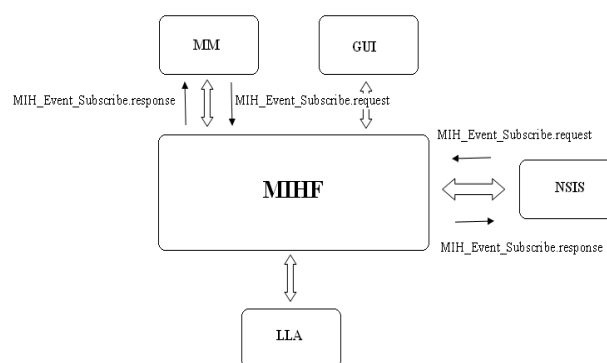 MM
GUI
MIH_Event_Subscribe.response
MIH_Event_Subscribe.request
MIH_Event_Subscribe.request
MIHF
NSIS
MIH_Event_Subscribe.response
LLA